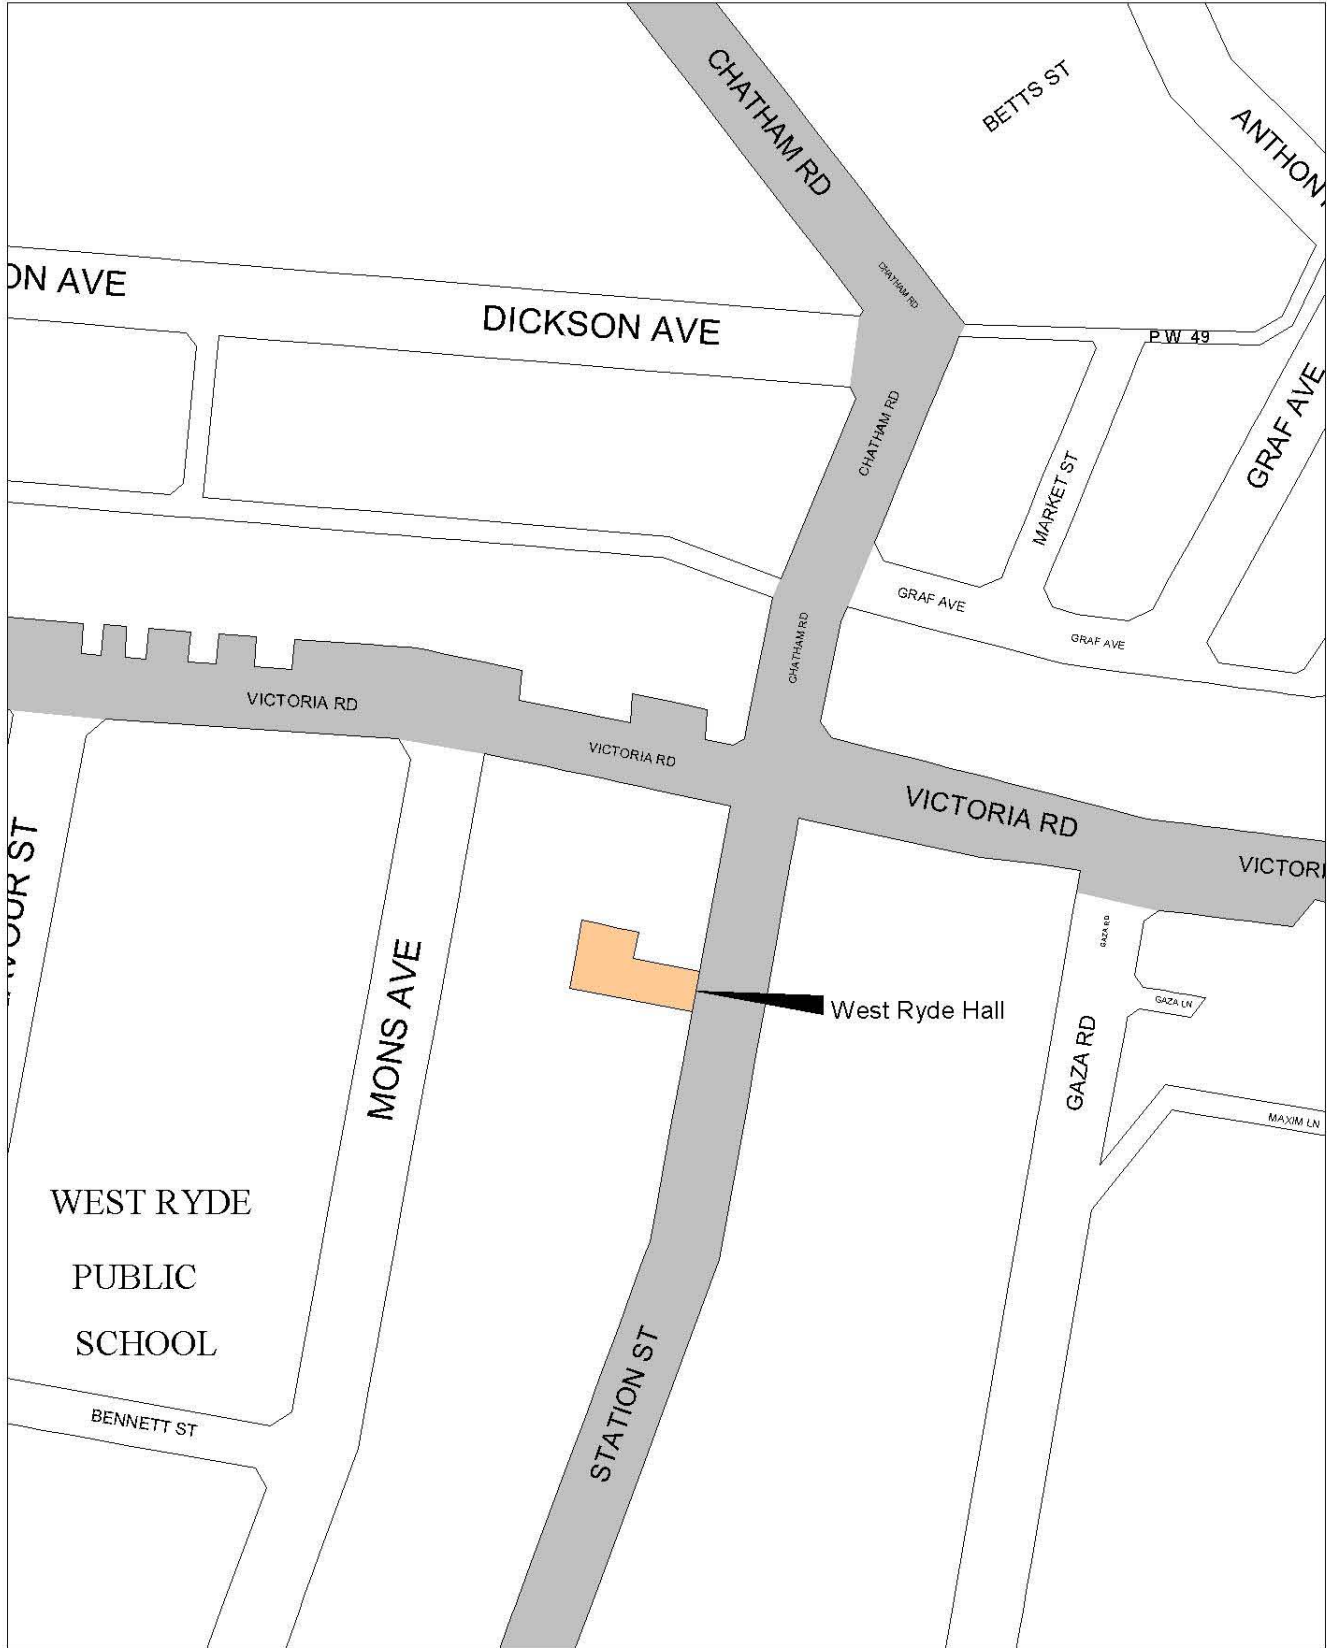 CHATHAM RD
BETTS ST
ANTHON
CHATHAM RD
ON AVE
DICKSON AVE
P W 49
GRAF AVE
CHATHAM RD
MARKET ST
GRAF AVE
GRAF AVE
CHATHAM RD
VICTORIA RD
VICTORIA RD
VICTORIA RD
VICTORI
VOUR ST
GAZA RD
MONS AVE
GAZA LN
West Ryde Hall
GAZA RD
MAXIM LN
WEST RYDE
PUBLIC
SCHOOL
STATION ST
BENNETT ST